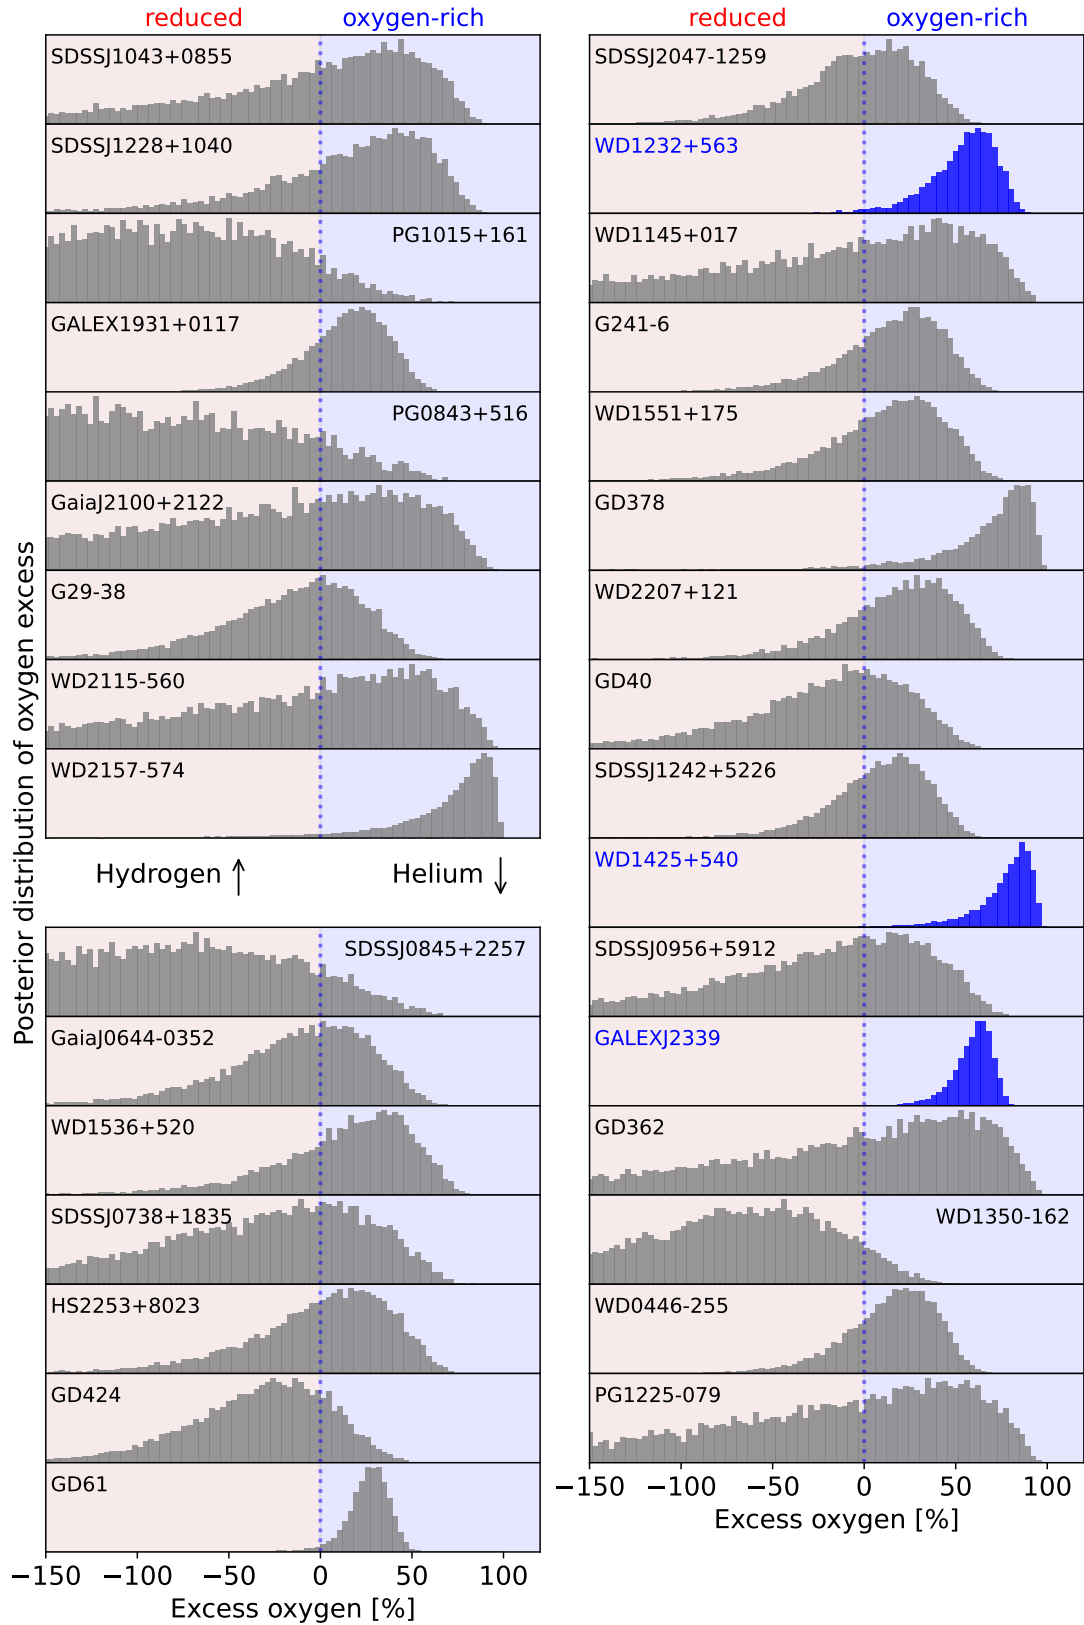 reduced oxygen-rich
SDSSJ1043+0855
SDSSJ1228+1040
PG1015+161
GALEX1931+0117
PG0843+516
GaiaJ2100+2122
G29-38
WD2115-560
WD2157-574
Hydrogen ↑ Helium ↓
SDSSJ0845+2257
GaiaJ0644-0352
WD1536+520
SDSSJ0738+1835
HS2253+8023
GD424
GD61
−150 −100 −50 0 50 100
Excess oxygen [%]
Posterior distribution of oxygen excess
reduced oxygen-rich
SDSSJ2047-1259
WD1232+563
WD1145+017
G241-6
WD1551+175
GD378
WD2207+121
GD40
SDSSJ1242+5226
WD1425+540
SDSSJ0956+5912
GALEXJ2339
GD362
WD1350-162
WD0446-255
PG1225-079
−150 −100 −50 0 50 100
Excess oxygen [%]